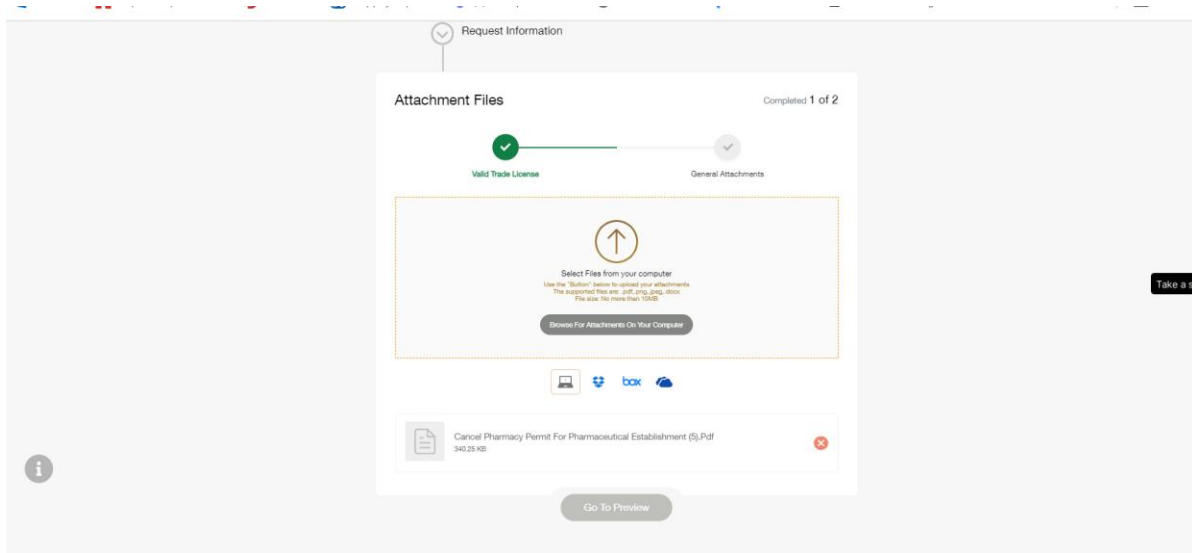 Request Information
Attachment Files
Completed 1 of 2
Valid Trade License
General Attachments
Select Files from your computer
Use the "Button" below to upload your attachments
The supported files are: .pdf,.png,.jpeg,.docx
File size: No more than 10MB
Browse For Attachments On Your Computer
box
Cancel Pharmacy Permit For Pharmaceutical Establishment (5).Pdf
340.25 KB
Go To Preview
Take a s